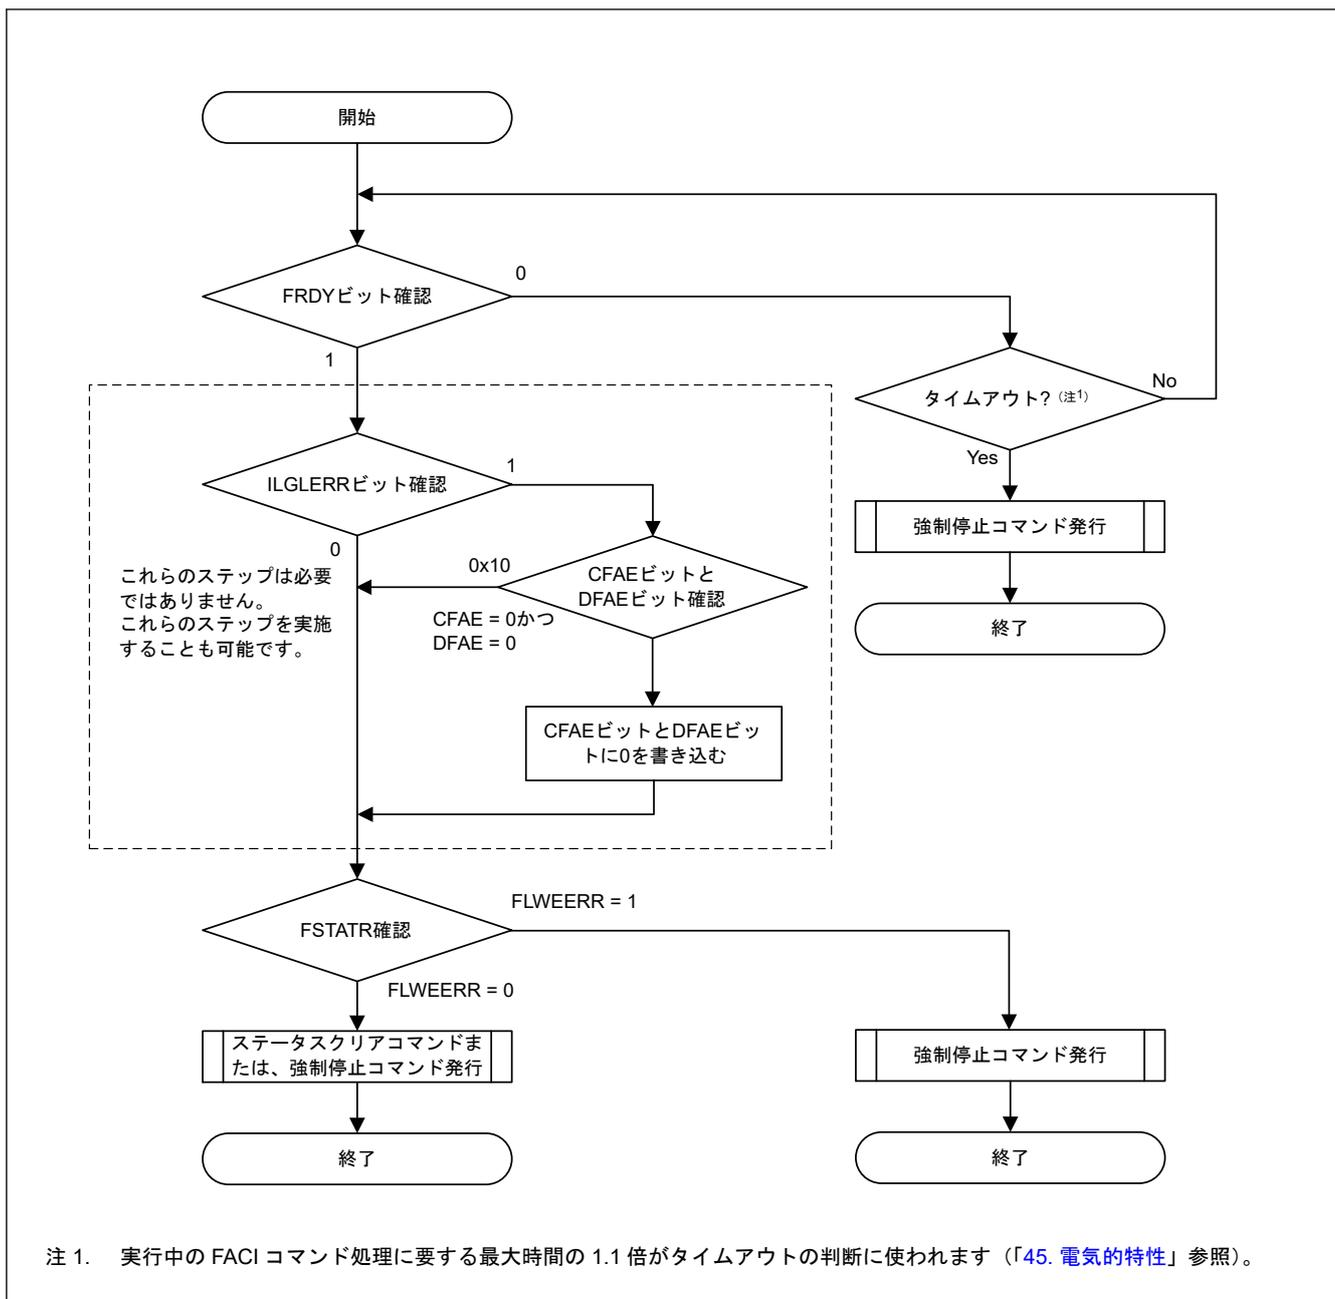 開始
FRDYビット確認
0
1
タイムアウト?（注1）
No
Yes
強制停止コマンド発行
終了
ILGLERRビット確認
1
0
これらのステップは必要
ではありません。
これらのステップを実施
することも可能です。
0x10
CFAE = 0かつ
DFAE = 0
CFAEビットと
DFAEビット確認
CFAEビットとDFAEビッ
トに0を書き込む
FSTATR確認
FLWEERR = 1
FLWEERR = 0
ステータスクリアコマンドま
たは、強制停止コマンド発行
終了
強制停止コマンド発行
終了
注 1. 実行中の FACI コマンド処理に要する最大時間の 1.1 倍がタイムアウトの判断に使われます（「45. 電気的特性」参照）。